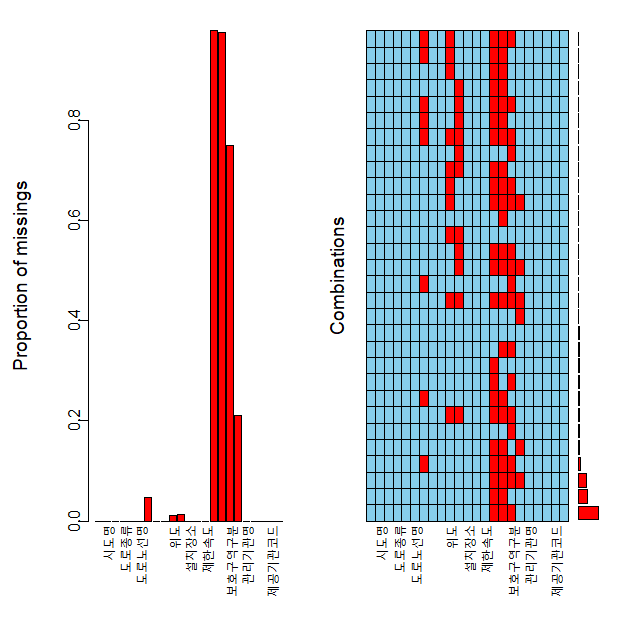 Proportion of missings
0.0
0.2
0.4
0.6
0.8
시도명
도로종류
도로노선명
위도
설치장소
제한속도
보호구역구분
관리기관명
제공기관코드
Combinations
시도명
도로종류
도로노선명
위도
설치장소
제한속도
보호구역구분
관리기관명
제공기관코드